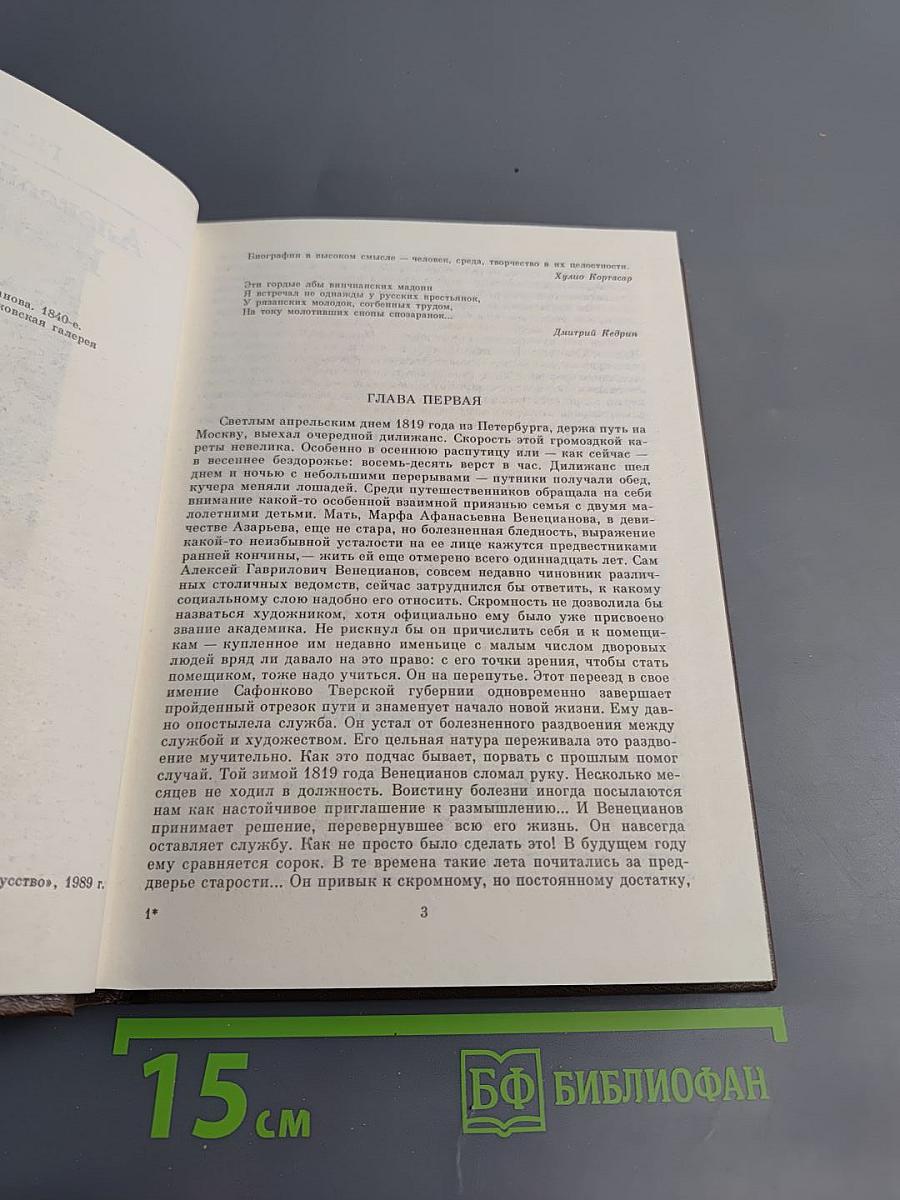 анова. 1840-е.
ковская галерея
усство», 1989 г.
Биография в высоком смысле — человек, среда, творчество в их целостности.
Хулио Кортасар
Эти гордые лбы винчианских мадонн
Я встречал не однажды у русских крестьянок,
У рязанских молодок, согбенных трудом,
На току молотивших снопы спозаранок...
Дмитрий Кедрин
ГЛАВА ПЕРВАЯ
Светлым апрельским днем 1819 года из Петербурга, держа путь на
Москву, выехал очередной дилижанс. Скорость этой громоздкой ка-
реты невелика. Особенно в осеннюю распутицу или — как сейчас —
в весеннее бездорожье: восемь-десять верст в час. Дилижанс шел
днем и ночью с небольшими перерывами — путники получали обед,
кучера меняли лошадей. Среди путешественников обращала на себя
внимание какой-то особенной взаимной приязнью семья с двумя ма-
лолетними детьми. Мать, Марфа Афанасьевна Венецианова, в деви-
честве Азарьева, еще не стара, но болезненная бледность, выражение
какой-то неизбывной усталости на ее лице кажутся предвестниками
ранней кончины,— жить ей еще отмерено всего одиннадцать лет. Сам
Алексей Гаврилович Венецианов, совсем недавно чиновник различ-
ных столичных ведомств, сейчас затруднился бы ответить, к какому
социальному слою надобно его относить. Скромность не дозволила бы
назваться художником, хотя официально ему было уже присвоено
звание академика. Не рискнул бы он причислить себя и к помещи-
кам — купленное им недавно именьице с малым числом дворовых
людей вряд ли давало на это право: с его точки зрения, чтобы стать
помещиком, тоже надо учиться. Он на перепутье. Этот переезд в свое
имение Сафонково Тверской губернии одновременно завершает
пройденный отрезок пути и знаменует начало новой жизни. Ему дав-
но опостылела служба. Он устал от болезненного раздвоения между
службой и художеством. Его цельная натура переживала это раздво-
ение мучительно. Как это подчас бывает, порвать с прошлым помог
случай. Той зимой 1819 года Венецианов сломал руку. Несколько ме-
сяцев не ходил в должность. Воистину болезни иногда посылаются
нам как настойчивое приглашение к размышлению... И Венецианов
принимает решение, перевернувшее всю его жизнь. Он навсегда
оставляет службу. Как не просто было сделать это! В будущем году
ему сравняется сорок. В те времена такие лета почитались за пред-
дверье старости... Он привык к скромному, но постоянному достатку,
1*
3
15 см
БФ БИБЛИОФАН